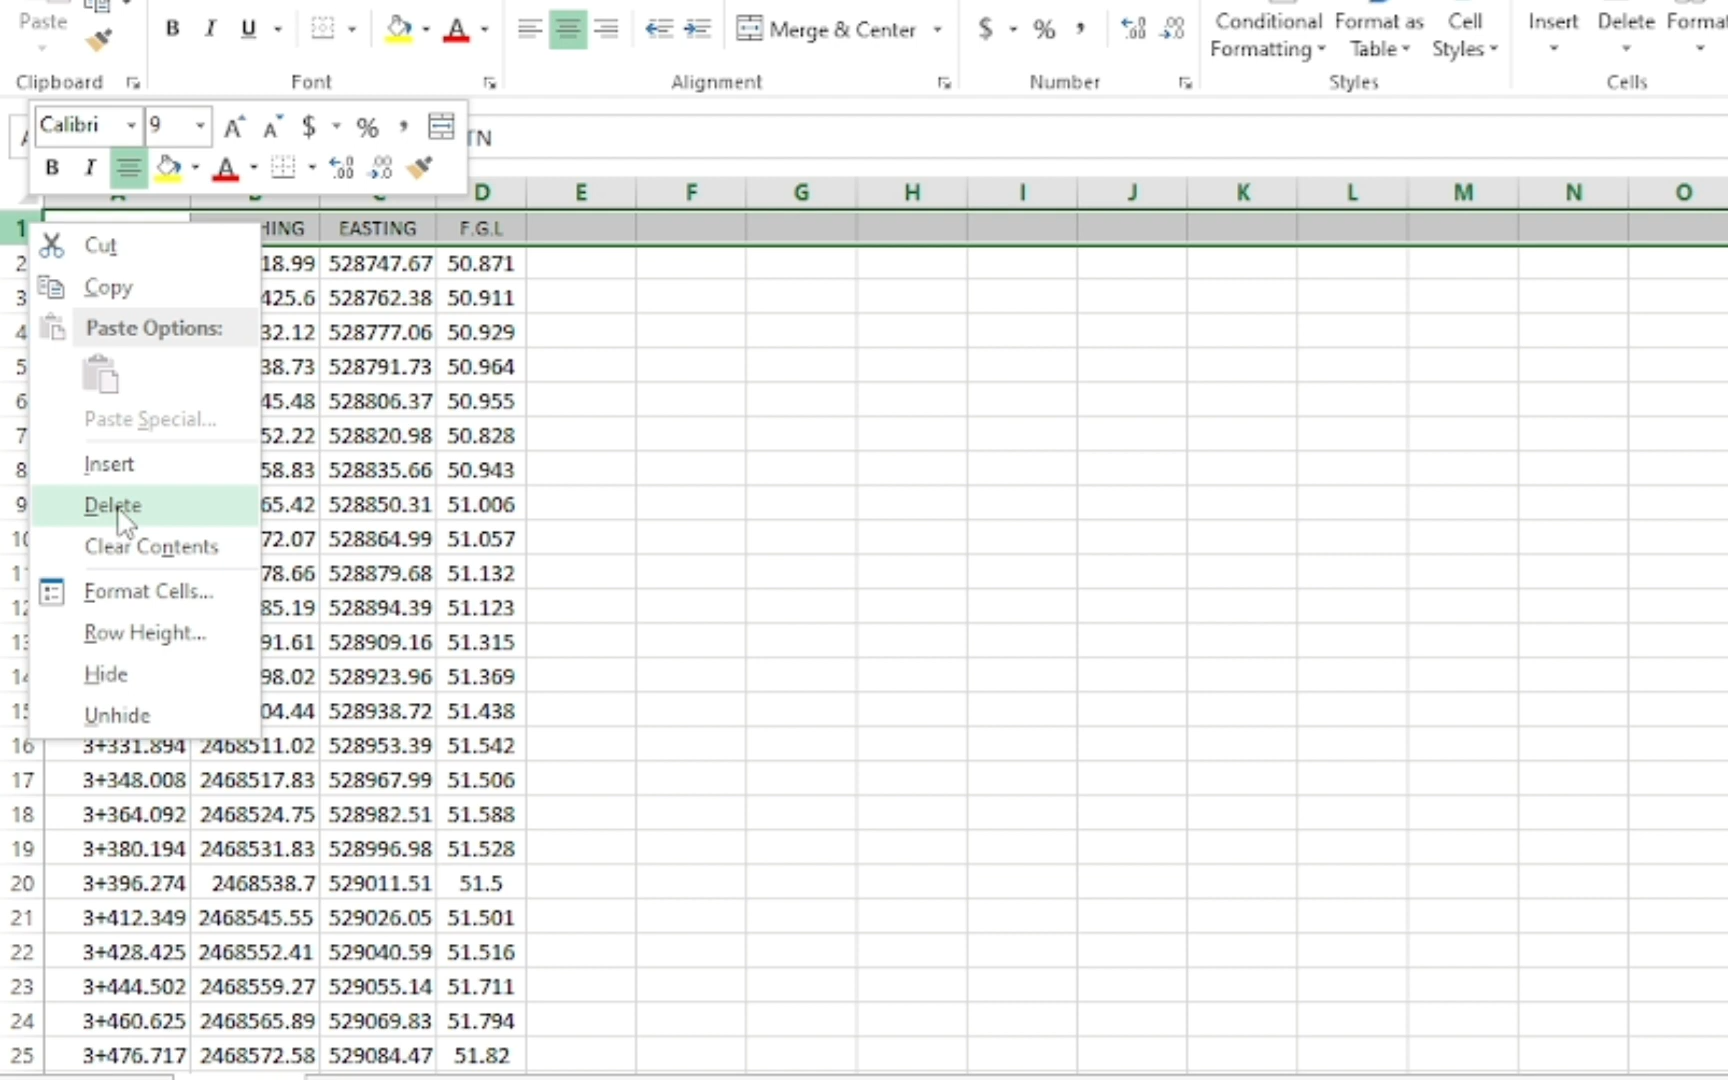 Paste
B I U A Merge & Center $ % , Conditional Formatting Format as Table Cell Styles Insert Delete
Clipboard Font Alignment Number Styles Cells
Calibri 9 A A $ % ,
B I A
A B C D E F G H I J K L M N O
1 EASTING F.G.L
2 18.99 528747.67 50.871
3 425.6 528762.38 50.911
4 32.12 528777.06 50.929
5 38.73 528791.73 50.964
6 45.48 528806.37 50.955
7 52.22 528820.98 50.828
8 58.83 528835.66 50.943
9 65.42 528850.31 51.006
10 72.07 528864.99 51.057
78.66 528879.68 51.132
12 85.19 528894.39 51.123
13 91.61 528909.16 51.315
14 98.02 528923.96 51.369
15 04.44 528938.72 51.438
Cut
Copy
Paste Options:
Paste Special...
Insert
Delete
Clear Contents
Format Cells...
Row Height...
Hide
Unhide
16 3+331.894 2468511.02 528953.39 51.542
17 3+348.008 2468517.83 528967.99 51.506
18 3+364.092 2468524.75 528982.51 51.588
19 3+380.194 2468531.83 528996.98 51.528
20 3+396.274 2468538.7 529011.51 51.5
21 3+412.349 2468545.55 529026.05 51.501
22 3+428.425 2468552.41 529040.59 51.516
23 3+444.502 2468559.27 529055.14 51.711
24 3+460.625 2468565.89 529069.83 51.794
25 3+476.717 2468572.58 529084.47 51.82